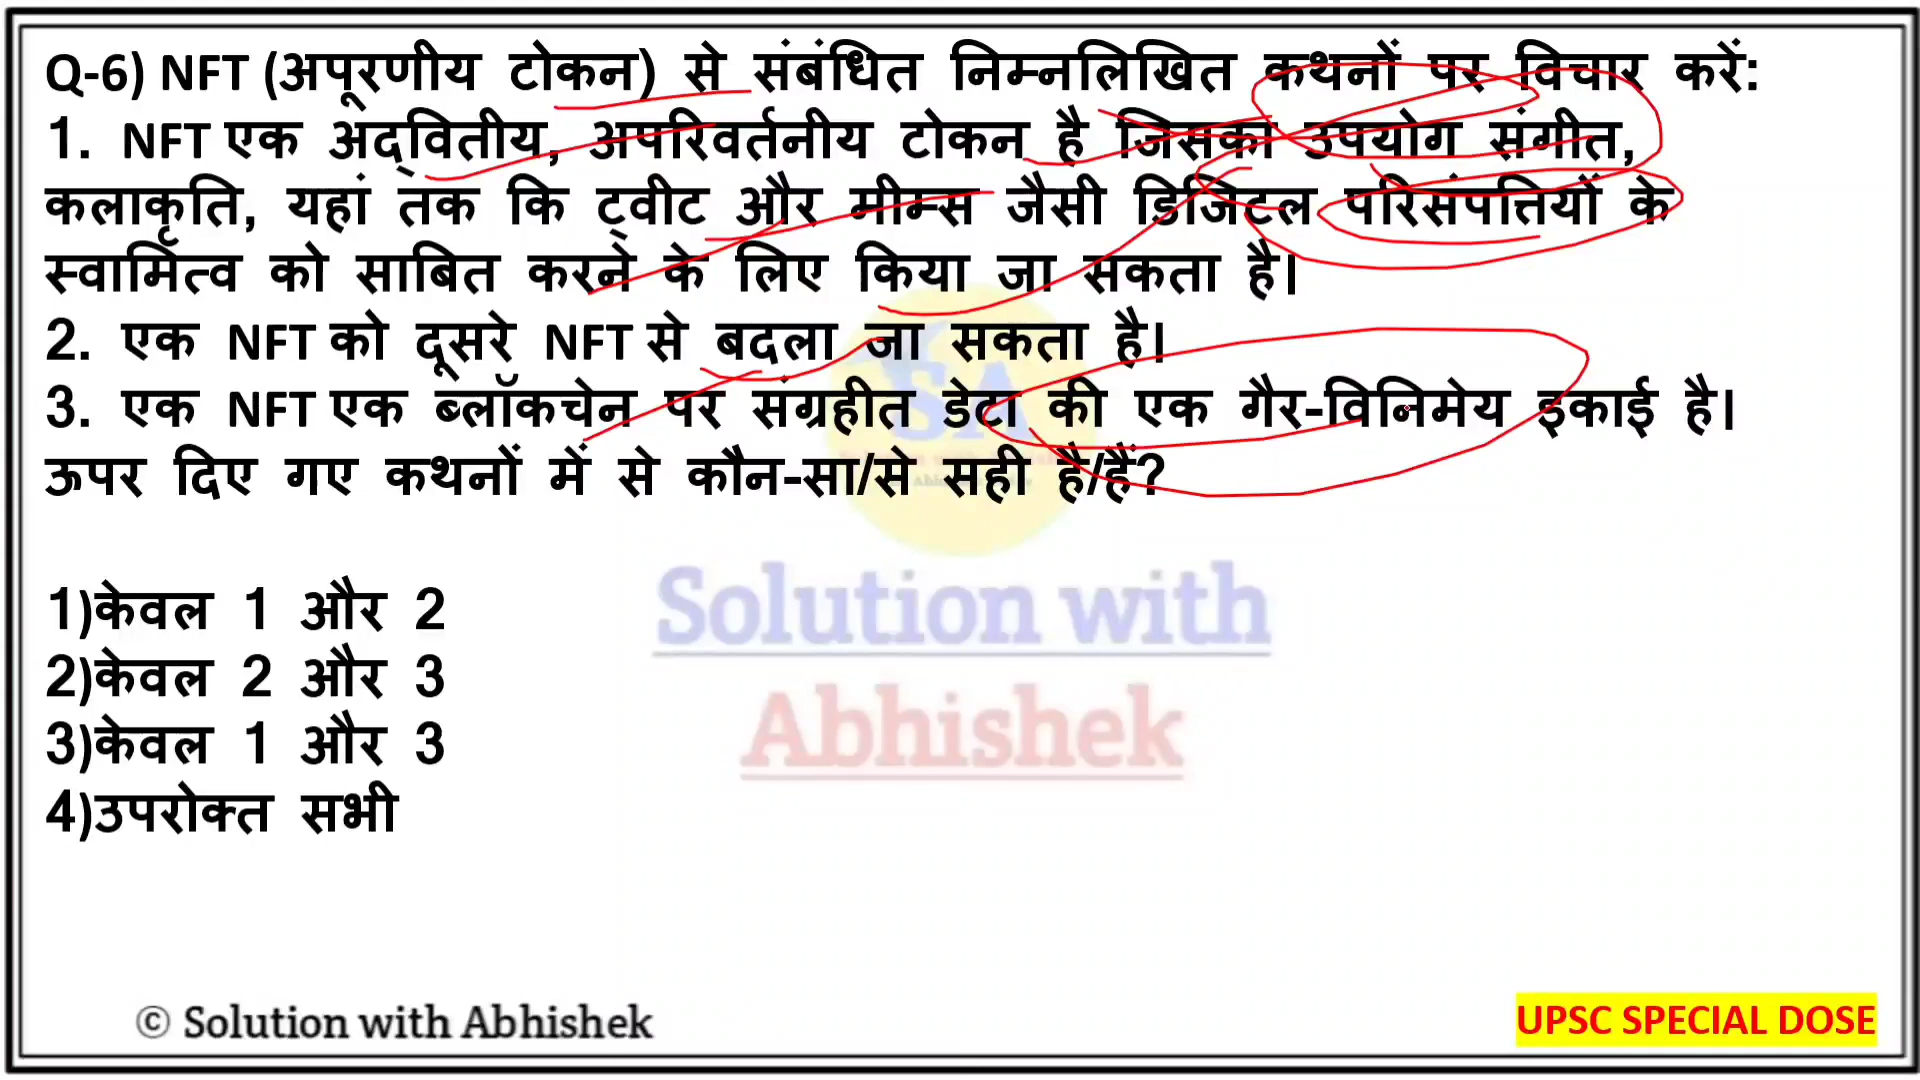 Q-6) NFT (अपूरणीय टोकन) से संबंधित निम्नलिखित कथनों पर विचार करें:
1. NFT एक अद्वितीय, अपरिवर्तनीय टोकन है जिसका उपयोग संगीत,
कलाकृति, यहां तक कि ट्वीट और मीम्स जैसी डिजिटल परिसंपत्तियों के
स्वामित्व को साबित करने के लिए किया जा सकता है।
2. एक NFT को दूसरे NFT से बदला जा सकता है।
3. एक NFT एक ब्लॉकचेन पर संग्रहीत डेटा की एक गैर-विनिमेय इकाई है।
ऊपर दिए गए कथनों में से कौन-सा/से सही है/हैं?
1)केवल 1 और 2
2)केवल 2 और 3
3)केवल 1 और 3
4)उपरोक्त सभी
SA
Solution with
Abhishek
© Solution with Abhishek
UPSC SPECIAL DOSE